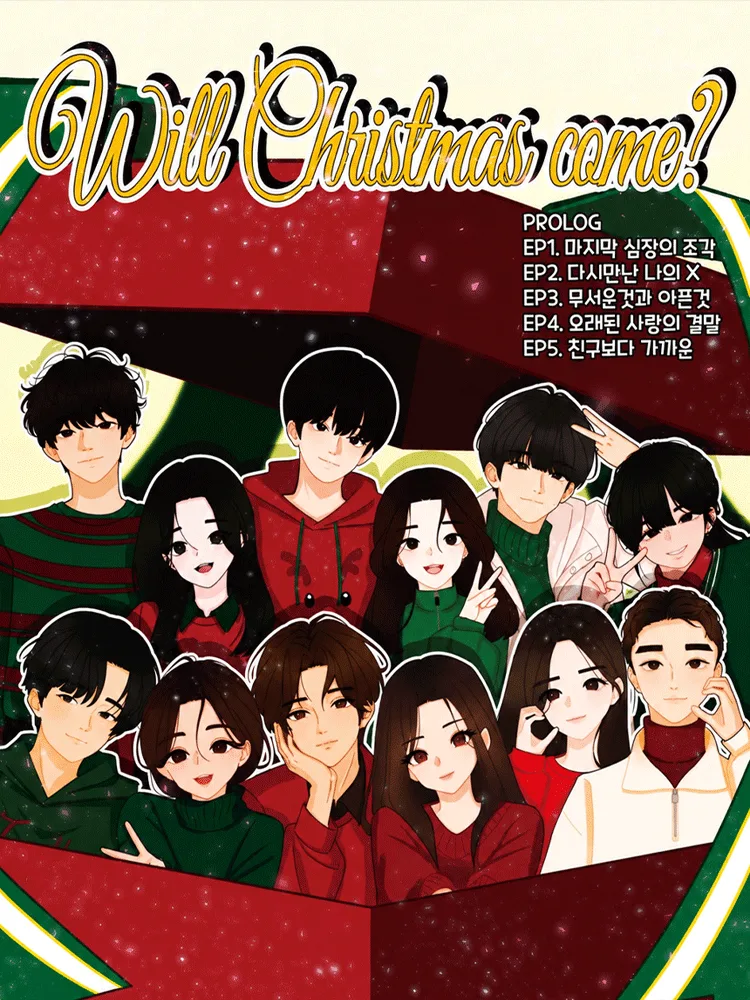 Will Christmas come?
PROLOG
EP1. 마지막 심장의 조각
EP2. 다시만난 나의 X
EP3. 무서운것과 아픈것
EP4. 오래된 사랑의 결말
EP5. 친구보다 가까운